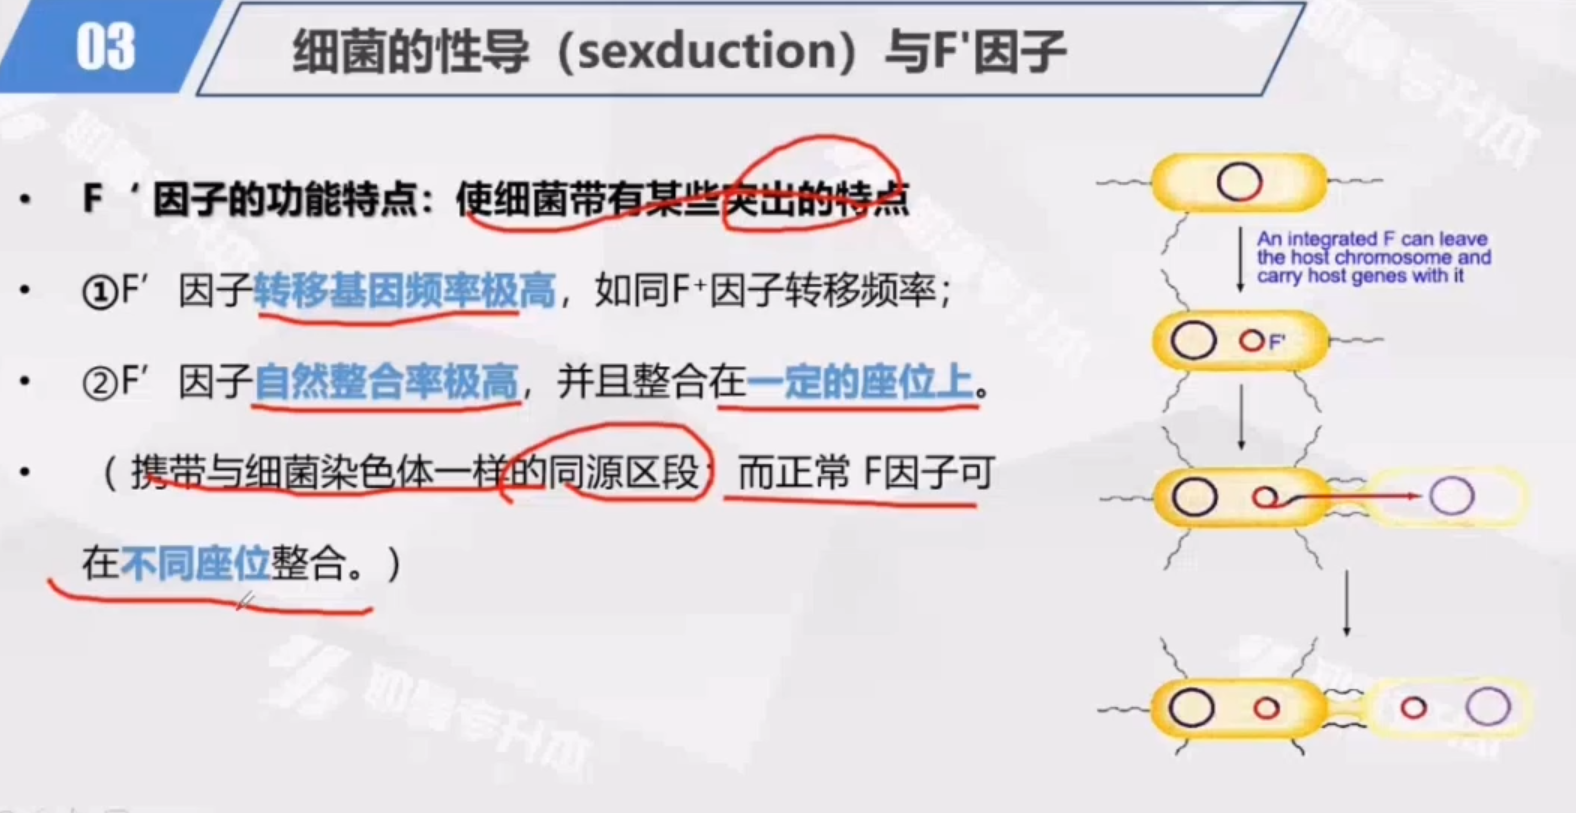 03
细菌的性导（sexduction）与F'因子
• F＇因子的功能特点：使细菌带有某些突出的特点
• ①F′ 因子转移基因频率极高，如同F⁺因子转移频率；
• ②F′ 因子自然整合率极高，并且整合在一定的座位上。
• （携带与细菌染色体一样的同源区段；而正常 F因子可
在不同座位整合。）
An integrated F can leave
the host chromosome and
carry host genes with it
F'